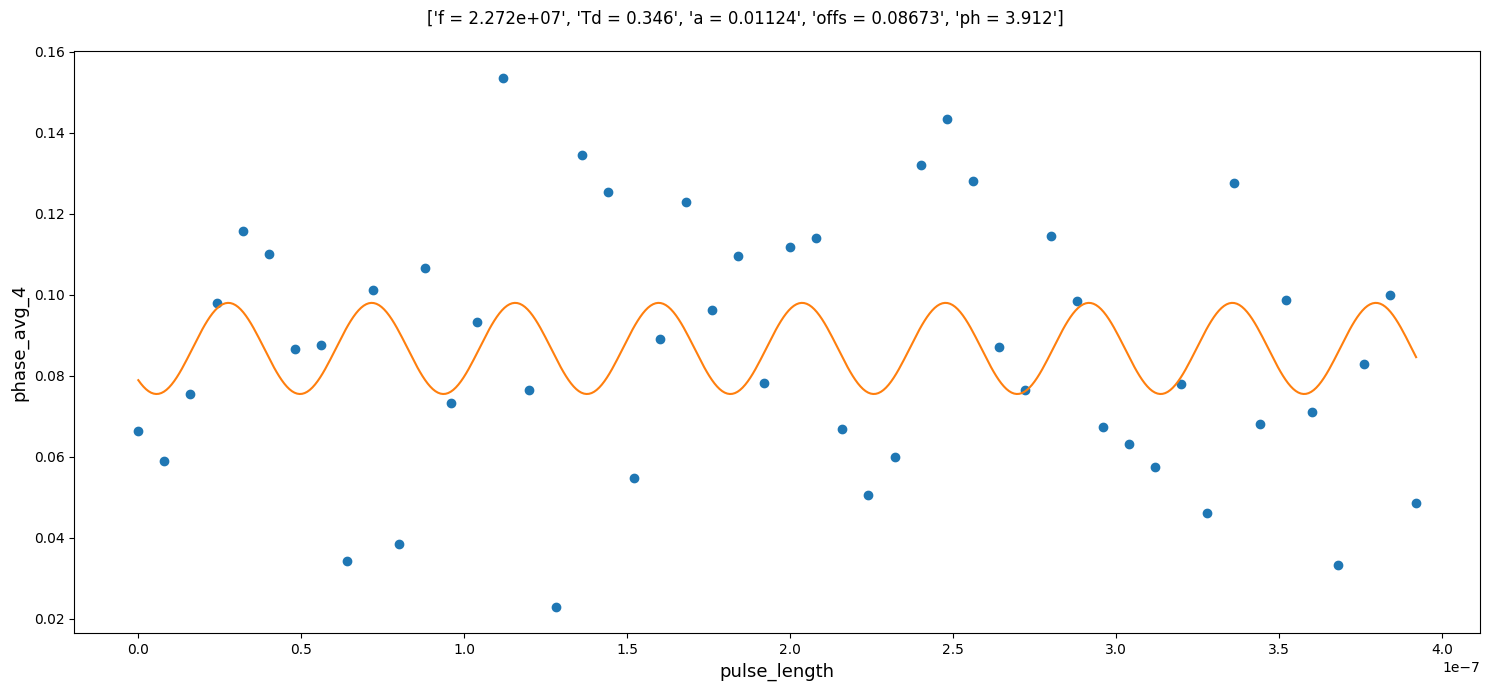 ['f = 2.272e+07', 'Td = 0.346', 'a = 0.01124', 'offs = 0.08673', 'ph = 3.912']
0.16
0.14
0.12
0.10
0.08
0.06
0.04
0.02
phase_avg_4
0.0 0.5 1.0 1.5 2.0 2.5 3.0 3.5 4.0
1e−7
pulse_length